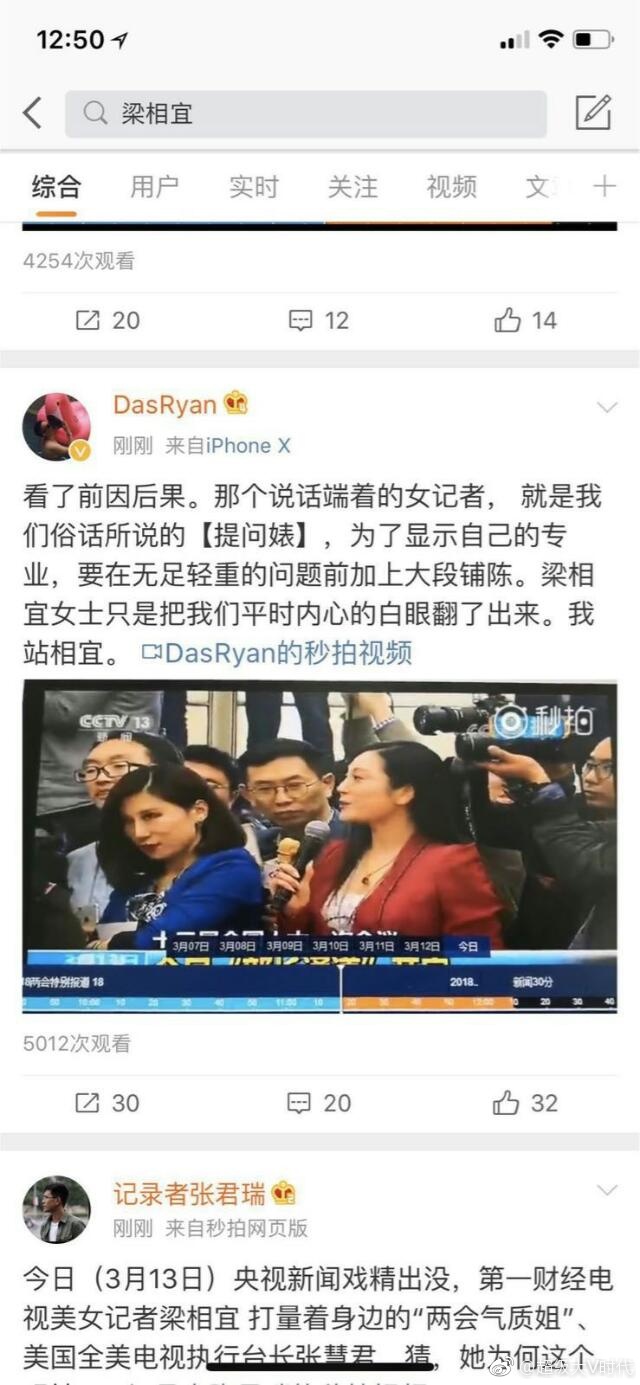 12:50
梁相宜
综合 用户 实时 关注 视频 文
4254次观看
20 12 14
DasRyan
刚刚 来自iPhone X
看了前因后果。那个说话端着的女记者， 就是我
们俗话所说的【提问婊】，为了显示自己的专
业，要在无足轻重的问题前加上大段铺陈。梁相
宜女士只是把我们平时内心的白眼翻了出来。我
站相宜。 DasRyan的秒拍视频
CCTV 13
新闻
秒拍
3月07日 3月08日 3月09日 3月10日 3月11日 3月12日 今日
18两会特别报道 18 2018.. 新闻30分
5012次观看
30 20 32
记录者张君瑞
刚刚 来自秒拍网页版
今日（3月13日）央视新闻戏精出没，第一财经电
视美女记者梁相宜 打量着身边的“两会气质姐”、
美国全美电视执行台长张慧君，猜，她为何这个
@超级大V时代